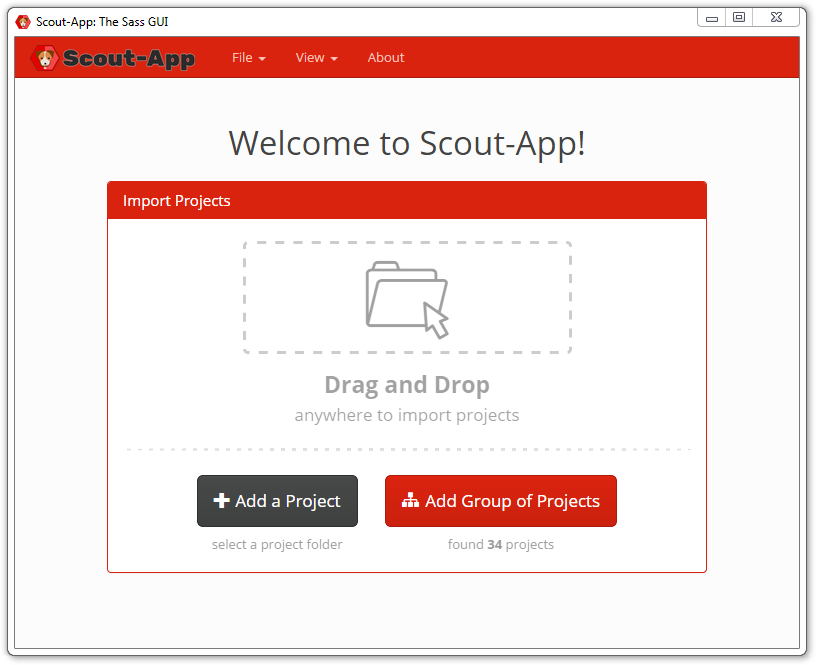 Scout-App: The Sass GUI
Scout-App File View About
Welcome to Scout-App!
Import Projects
Drag and Drop
anywhere to import projects
Add a Project
select a project folder
Add Group of Projects
found 34 projects